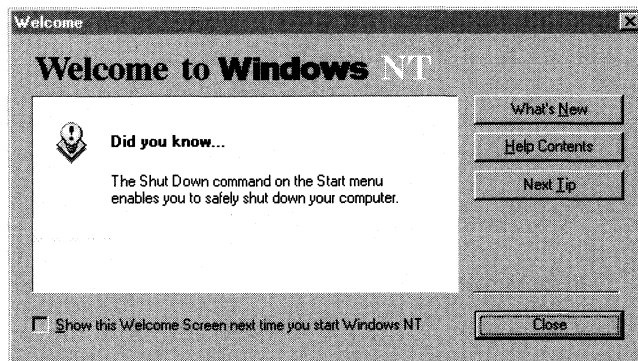 Welcome
Welcome to Windows NT
Did you know...
The Shut Down command on the Start menu
enables you to safely shut down your computer.
What's New
Help Contents
Next Tip
Show this Welcome Screen next time you start Windows NT
Close